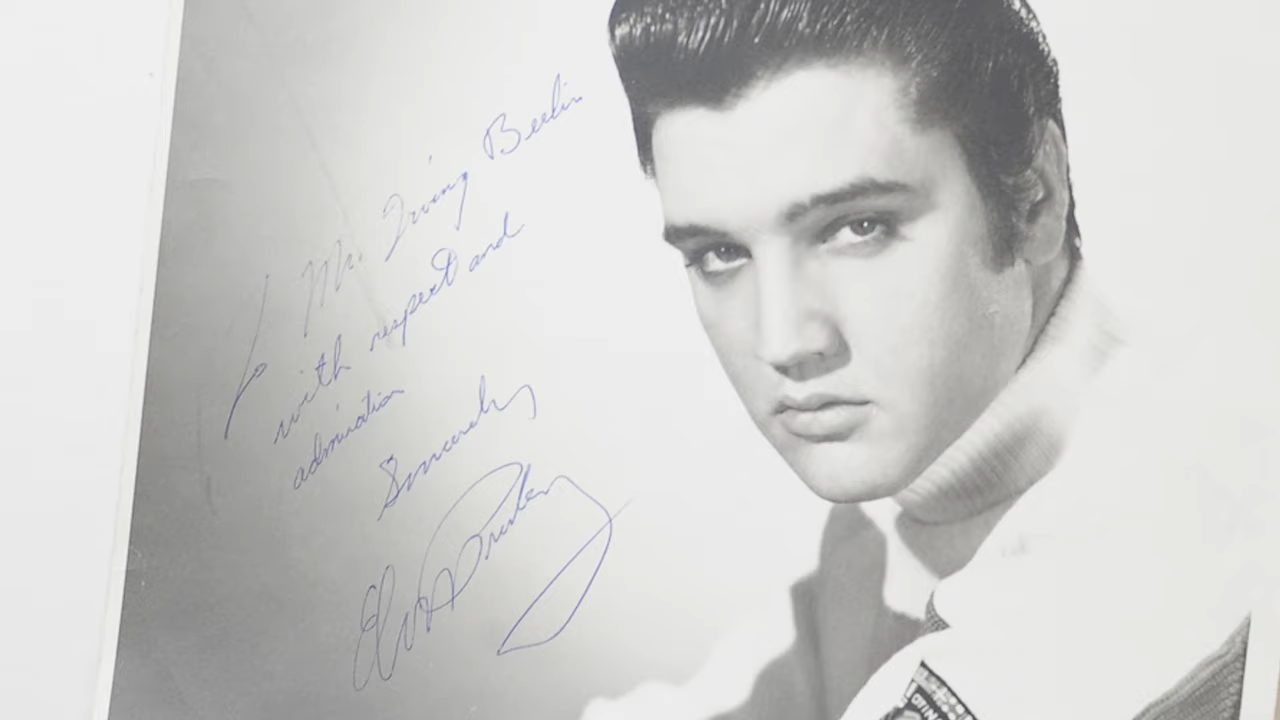 To Mr. Irving Berlin
with respect and
admiration
Sincerely
Elvis Presley